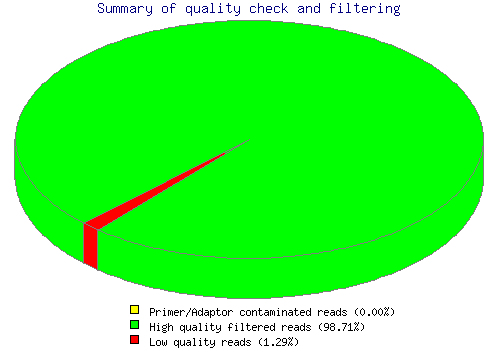 Summary of quality check and filtering
Primer/Adaptor contaminated reads (0.00%)
High quality filtered reads (98.71%)
Low quality reads (1.29%)